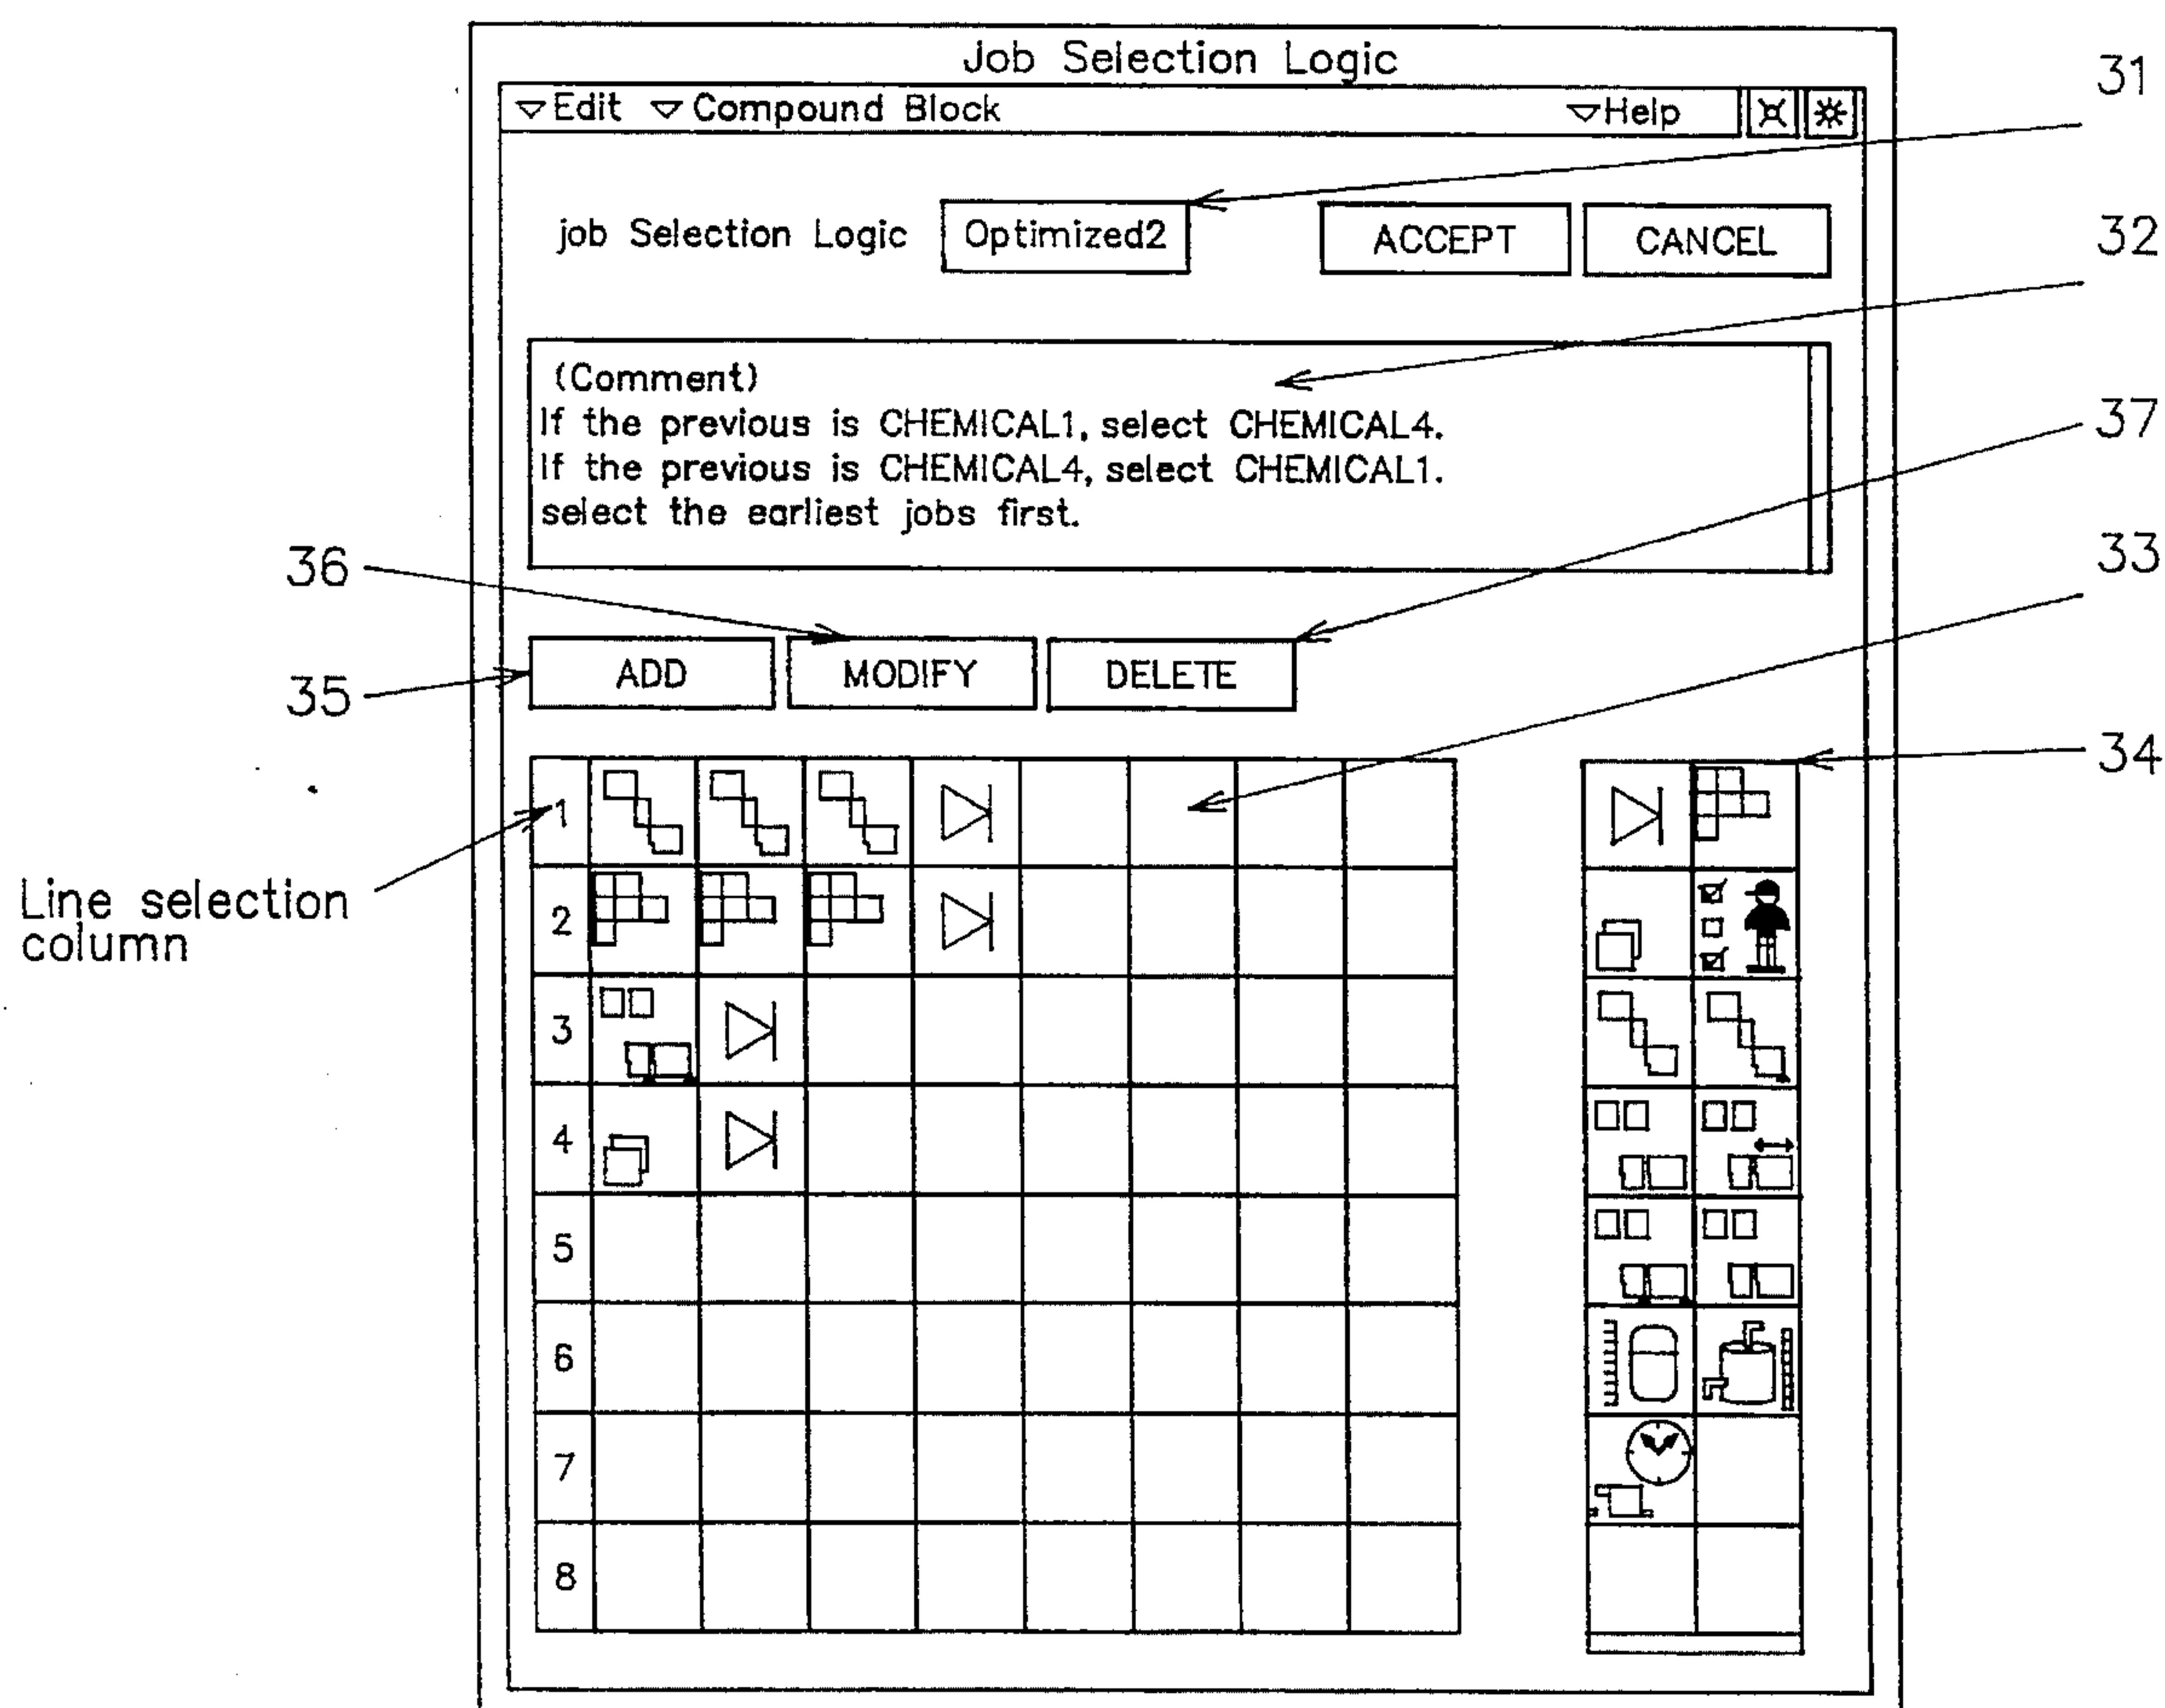 Job Selection Logic
Edit Compound Block Help
31
job Selection Logic Optimized2 ACCEPT CANCEL
32
(Comment)
If the previous is CHEMICAL1, select CHEMICAL4.
If the previous is CHEMICAL4, select CHEMICAL1.
select the earliest jobs first.
37
33
36
ADD MODIFY DELETE
35
34
1
Line selection
column
2
3
4
5
6
7
8